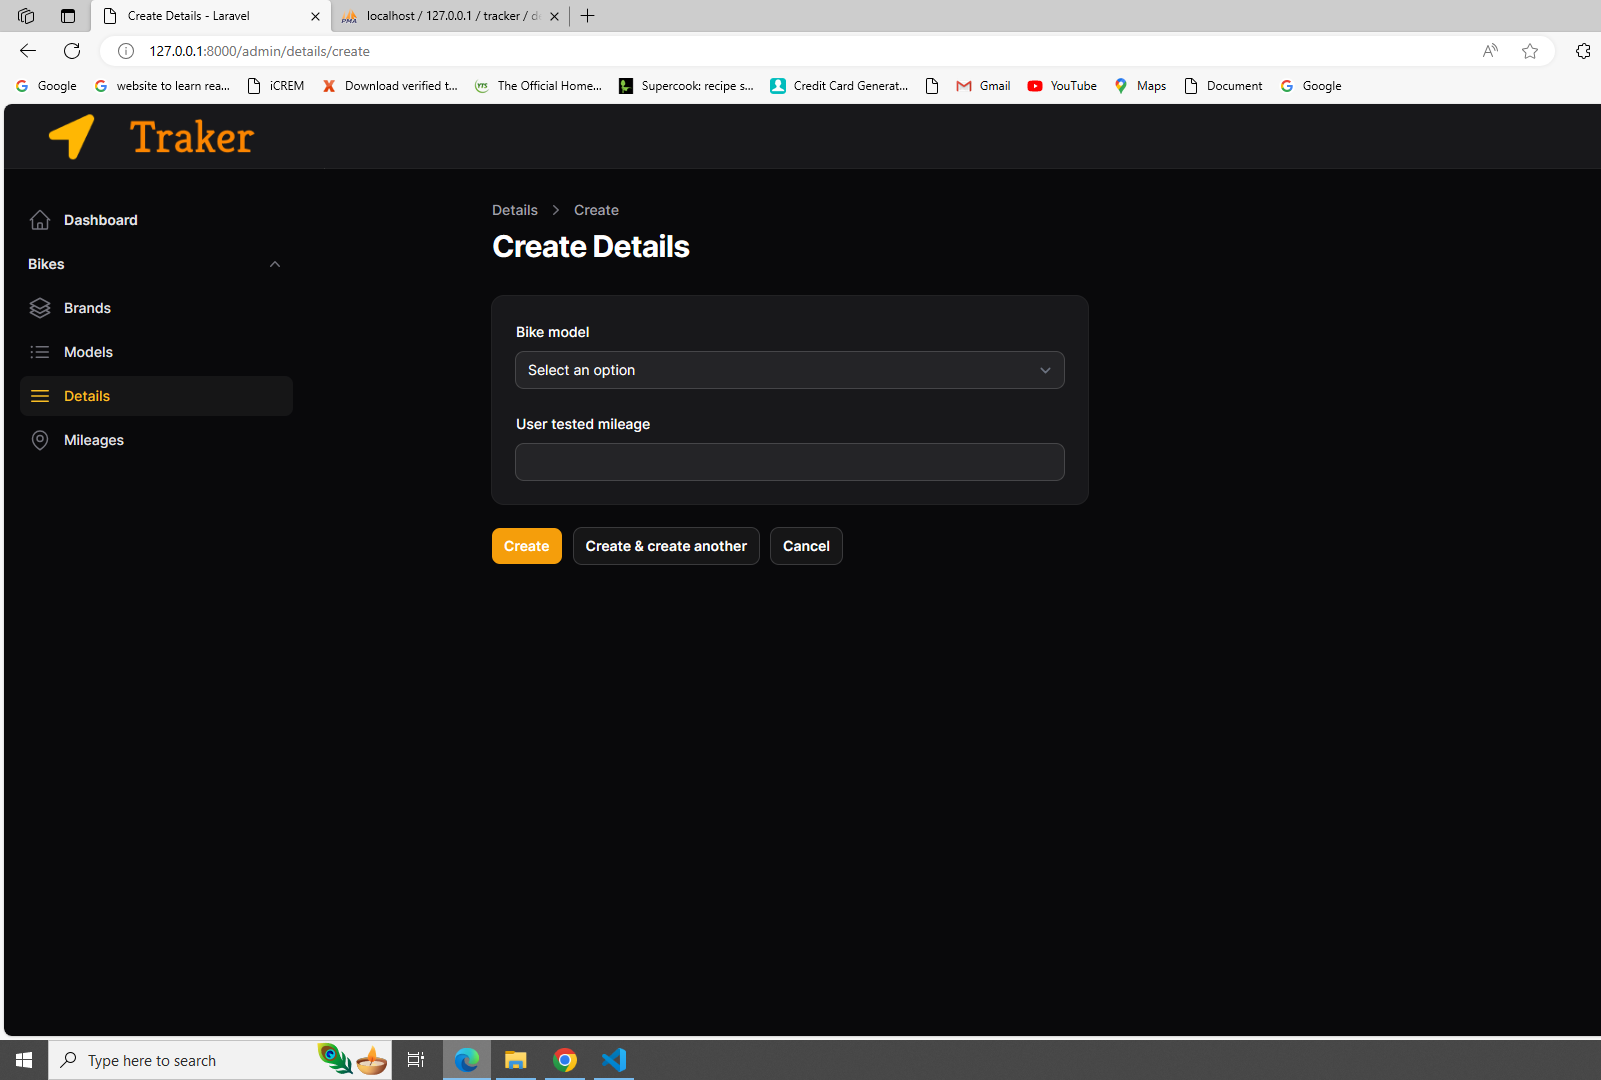 Create Details - Laravel
localhost / 127.0.0.1 / tracker / d
127.0.0.1:8000/admin/details/create
Google
website to learn rea...
iCREM
Download verified t...
The Official Home...
Supercook: recipe s...
Credit Card Generat...
Gmail
YouTube
Maps
Document
Google
Traker
Dashboard
Bikes
Brands
Models
Details
Mileages
Details > Create
Create Details
Bike model
Select an option
User tested mileage
Create
Create & create another
Cancel
Type here to search